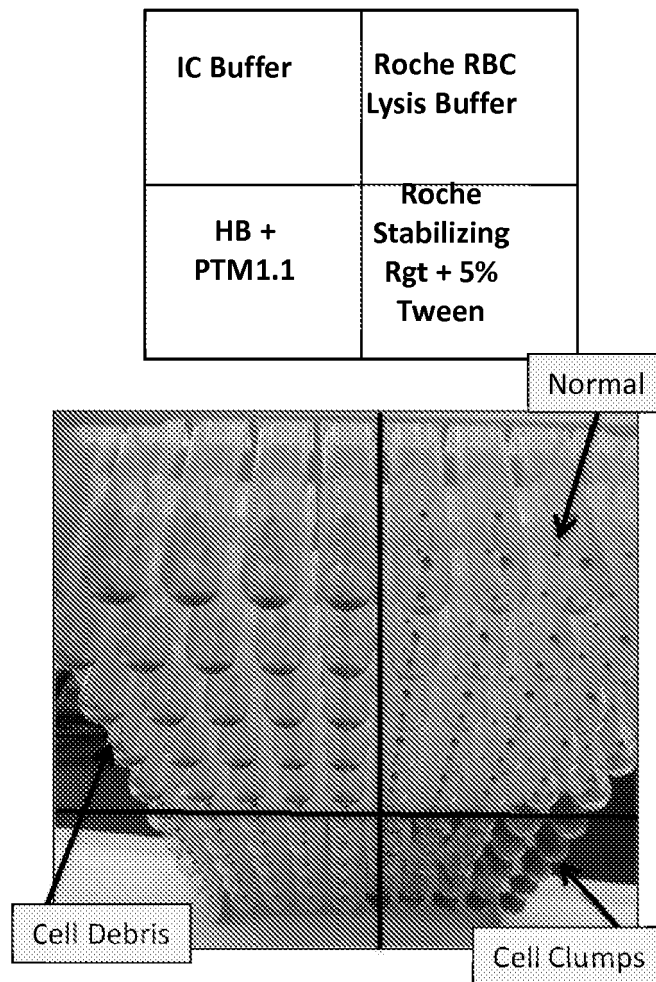 IC Buffer
Roche RBC
Lysis Buffer
HB +
PTM1.1
Roche
Stabilizing
Rgt + 5%
Tween
Normal
Cell Debris
Cell Clumps